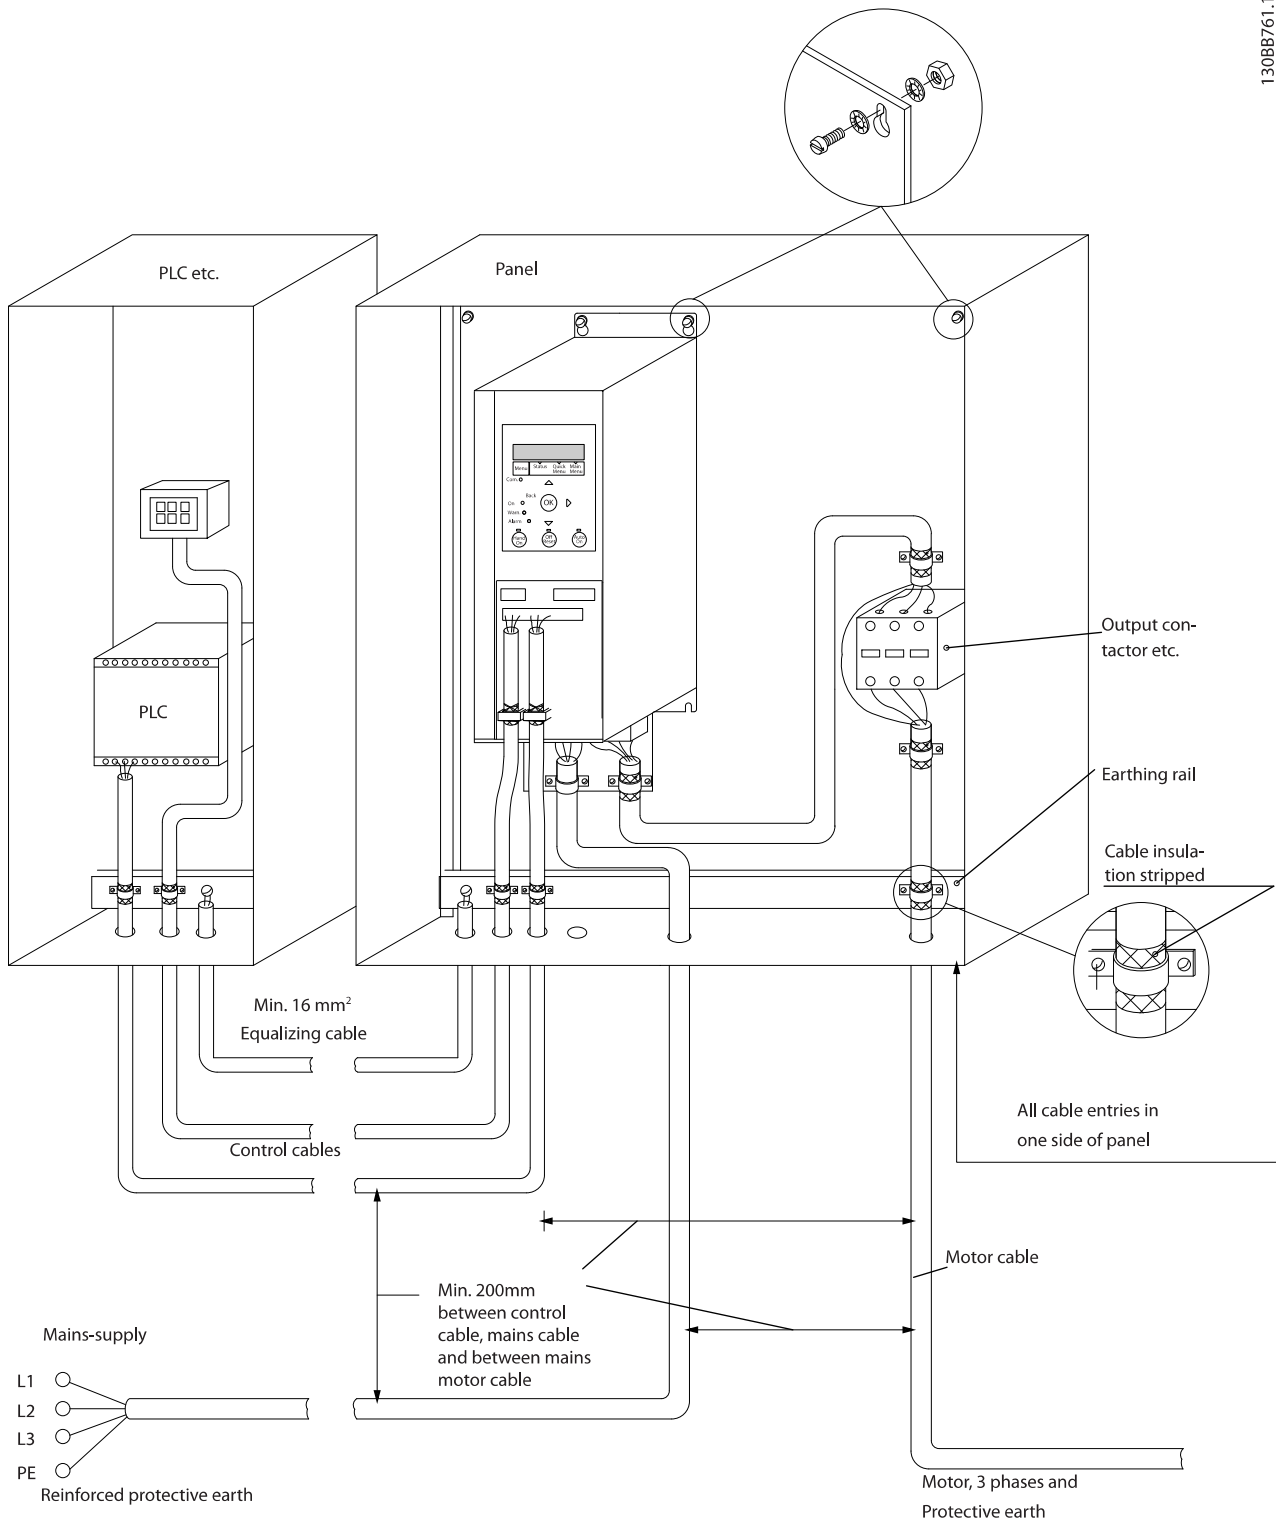 130BB761.1
PLC etc.
Panel
Menu
Status
Quick
Menu
Main
Menu
Com.
Back
On
OK
Warn.
Alarm
Hand
On
Off
Reset
Auto
On
PLC
Output con-
tactor etc.
Earthing rail
Cable insula-
tion stripped
Min. 16 mm²
Equalizing cable
Control cables
All cable entries in
one side of panel
Min. 200mm
between control
cable, mains cable
and between mains
motor cable
Motor cable
Mains-supply
L1
L2
L3
PE
Reinforced protective earth
Motor, 3 phases and
Protective earth